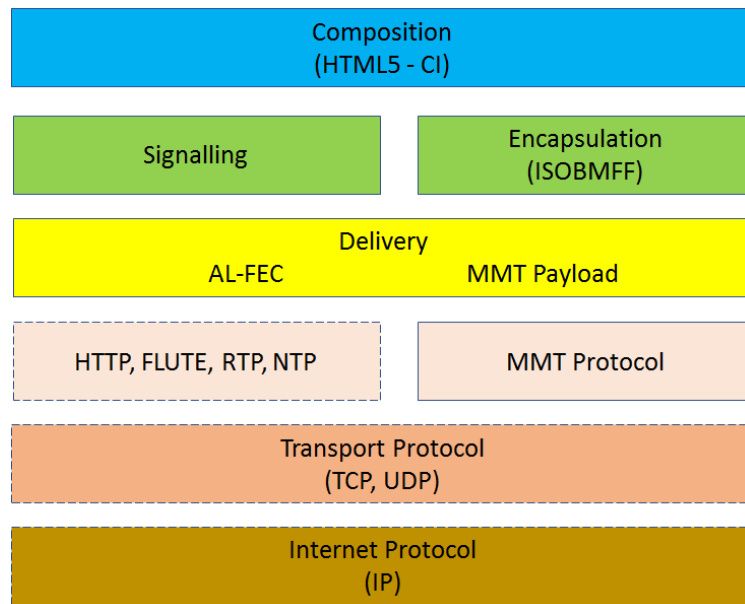 Composition
(HTML5 - CI)
Signalling
Encapsulation
(ISOBMFF)
Delivery
AL-FEC MMT Payload
HTTP, FLUTE, RTP, NTP
MMT Protocol
Transport Protocol
(TCP, UDP)
Internet Protocol
(IP)